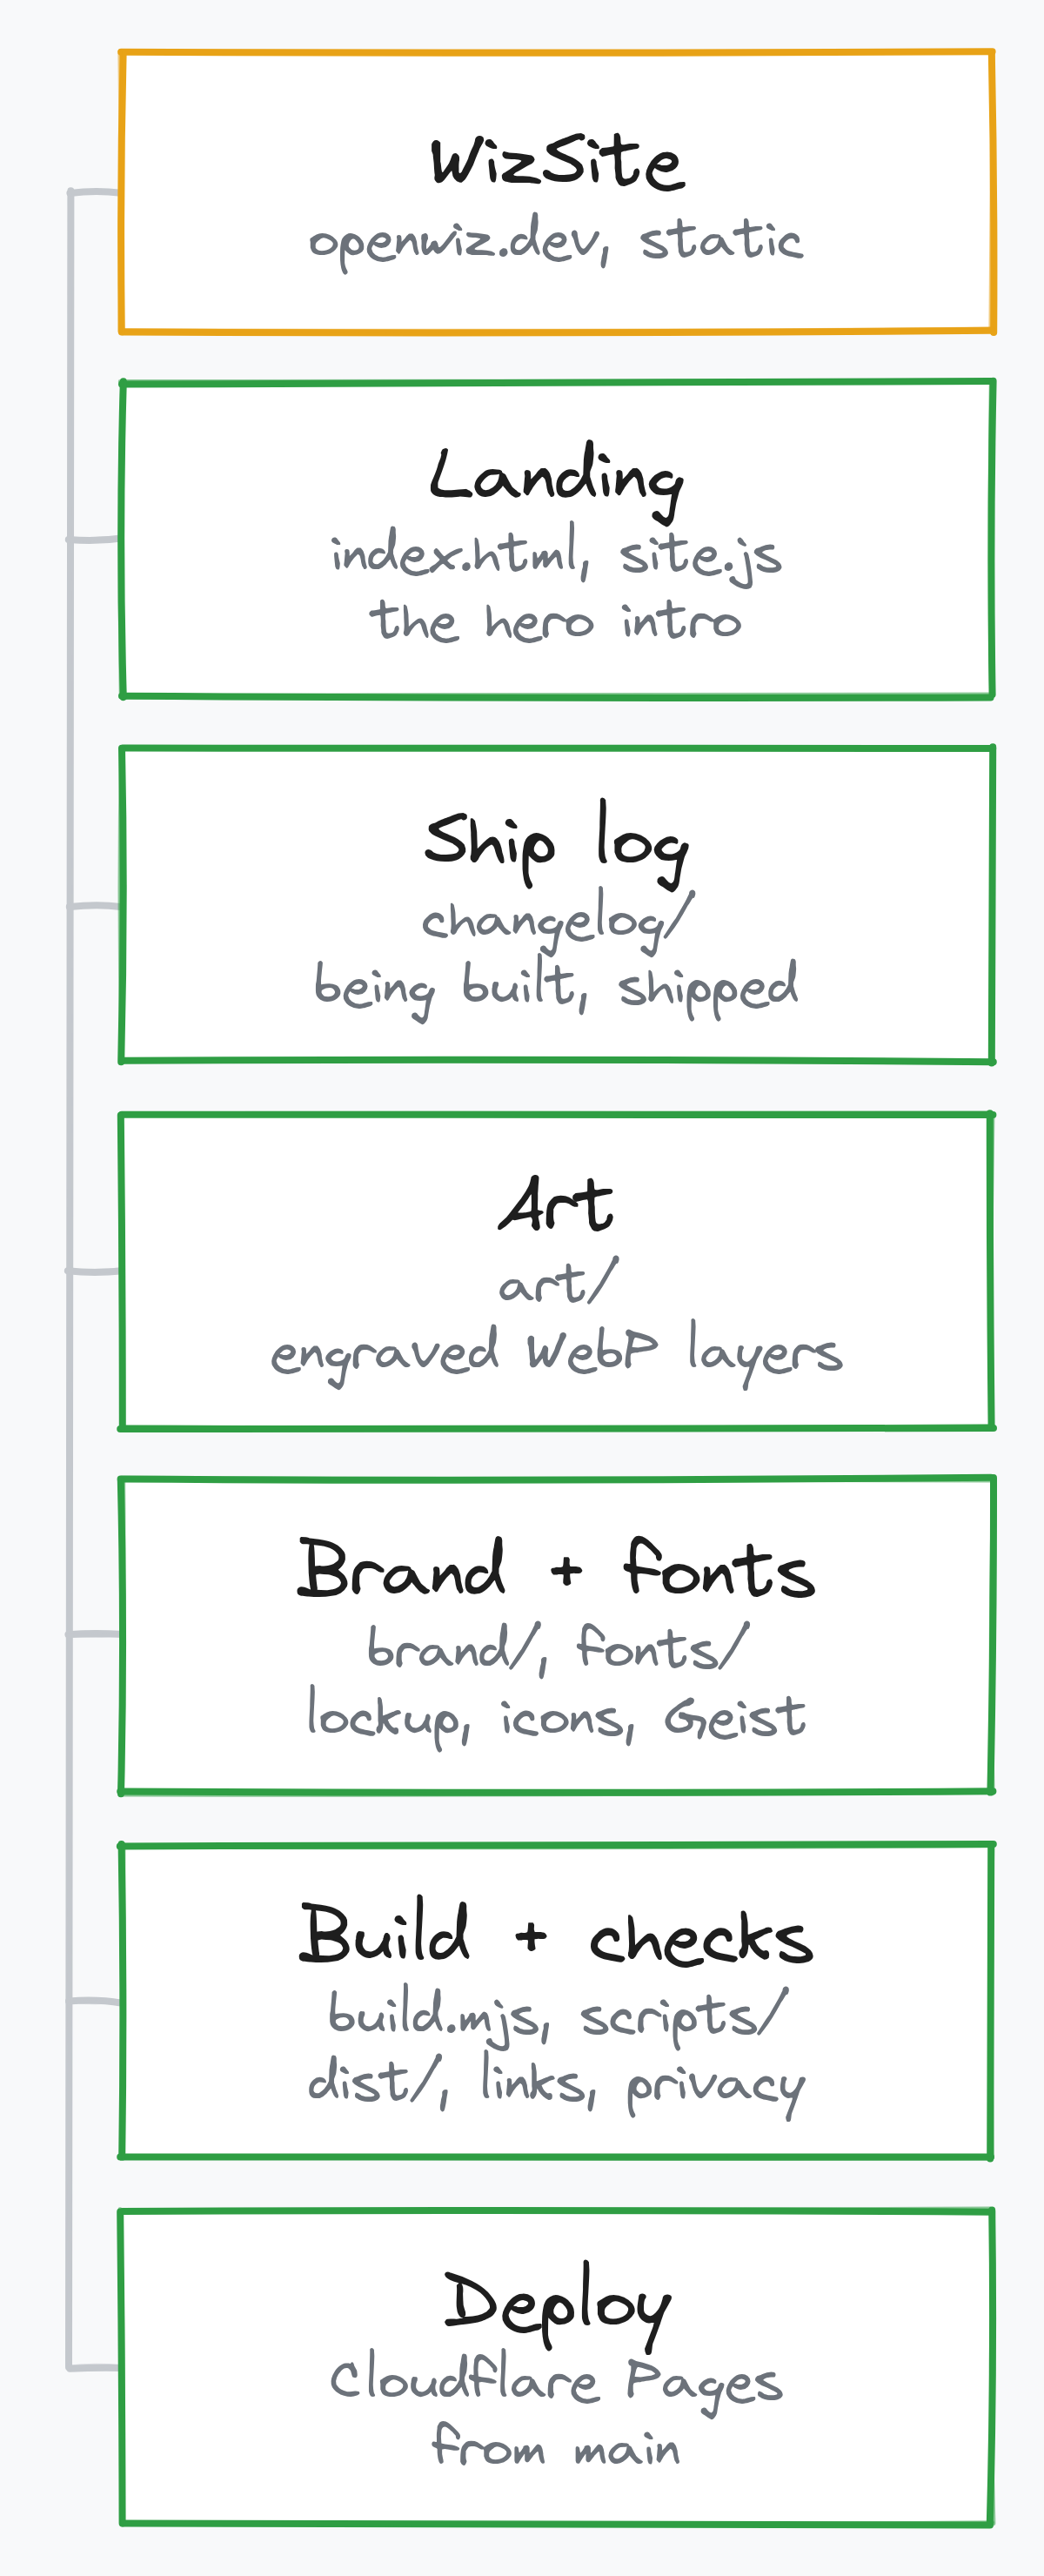 WizSite
openwiz.dev, static
Landing
index.html, site.js
the hero intro
Ship log
changelog/
being built, shipped
Art
art/
engraved WebP layers
Brand + fonts
brand/, fonts/
lockup, icons, Geist
Build + checks
build.mjs, scripts/
dist/, links, privacy
Deploy
Cloudflare Pages
from main